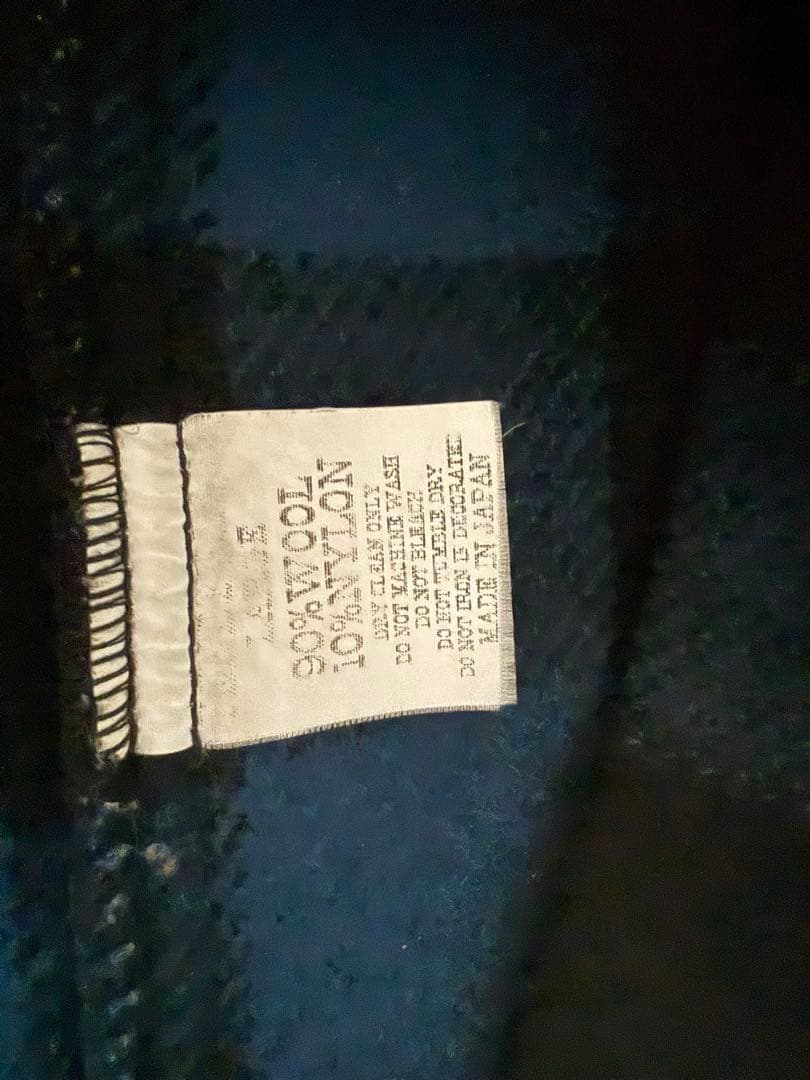 90%WOOL
10%NYLON
DRY CLEAN ONLY
DO NOT MACHINE WASH
DO NOT BLEACH
DO NOT TUMBLE DRY
DO NOT IRON IF DECORATED
MADE IN JAPAN